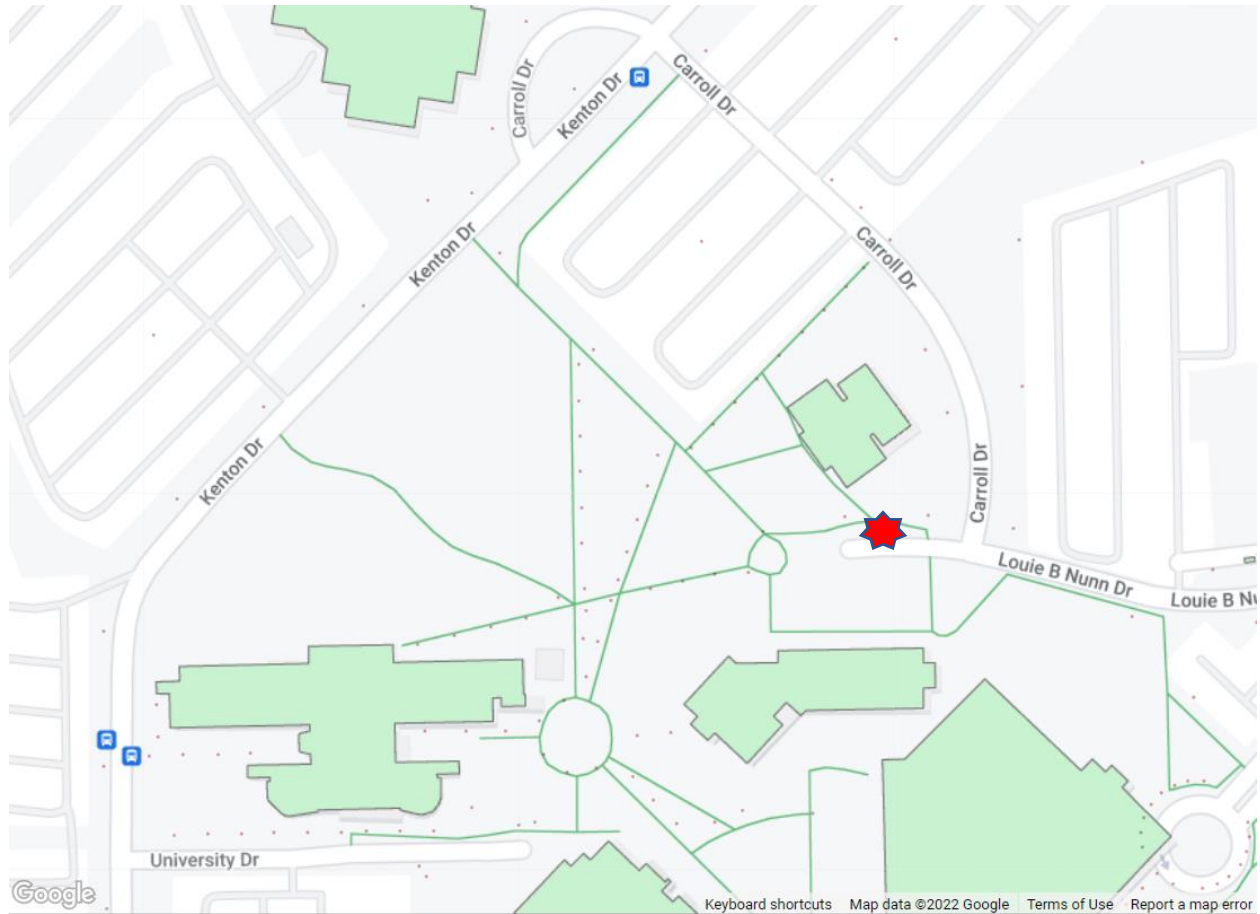 Carroll Dr
Carroll Dr
Kenton Dr
Kenton Dr
Carroll Dr
Kenton Dr
Carroll Dr
Louie B Nunn Dr
Louie B Nu
University Dr
Google
Keyboard shortcuts Map data ©2022 Google Terms of Use Report a map error